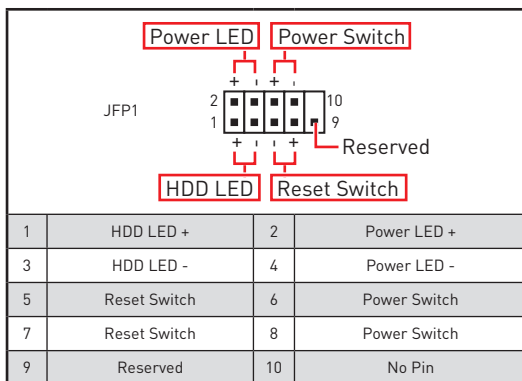 Power LED Power Switch
+ - + -
JFP1
2 10
1 9
+ - - +
Reserved
HDD LED Reset Switch
1 HDD LED + 2 Power LED +
3 HDD LED - 4 Power LED -
5 Reset Switch 6 Power Switch
7 Reset Switch 8 Power Switch
9 Reserved 10 No Pin